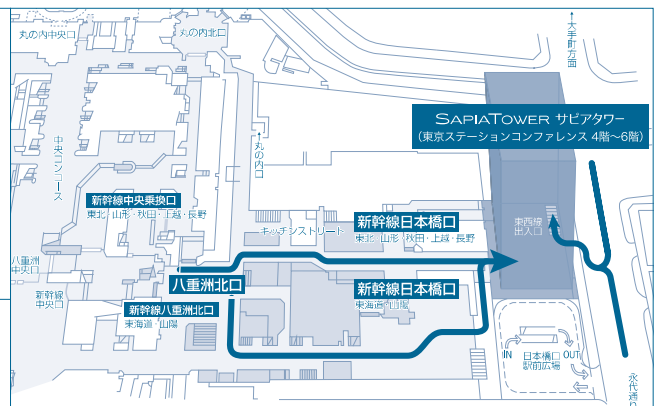 丸の内中央口
丸の内北口
大手町方面
SAPIATOWER サピアタワー
(東京ステーションコンファレンス 4階～6階)
中央コンコース
丸の内口
新幹線中央乗換口
東北・山形・秋田・上越・長野
キッチンストリート
新幹線日本橋口
東北・山形・秋田・上越・長野
東西線
出入口
八重洲
中央口
八重洲北口
新幹線日本橋口
東海道・山陽
新幹線
中央口
新幹線八重洲北口
東海道・山陽
IN
日本橋口
駅前広場
OUT
永代通り